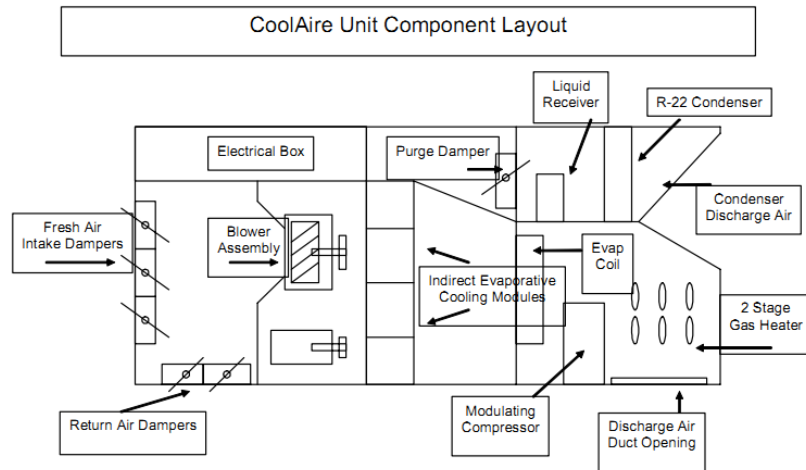 CoolAire Unit Component Layout
Liquid
Receiver
R-22 Condenser
Electrical Box
Purge Damper
Condenser
Discharge Air
Fresh Air
Intake Dampers
Blower
Assembly
Evap
Coil
Indirect Evaporative
Cooling Modules
2 Stage
Gas Heater
Return Air Dampers
Modulating
Compressor
Discharge Air
Duct Opening